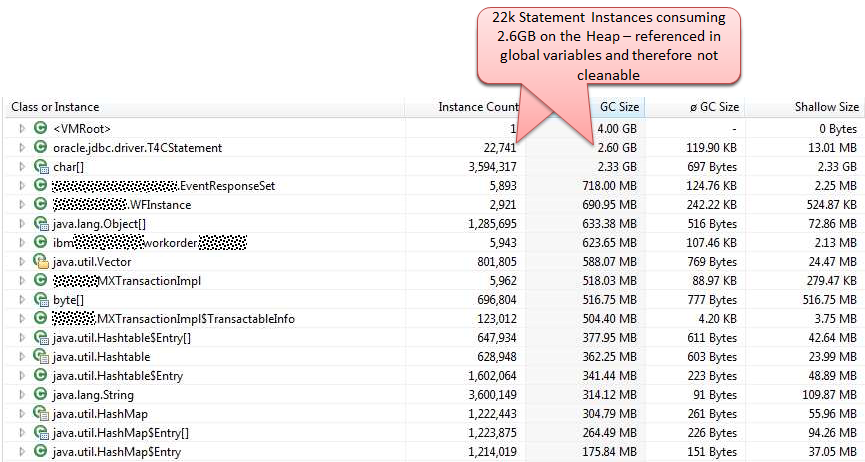 22k Statement Instances consuming
2.6GB on the Heap – referenced in
global variables and therefore not
cleanable
Class or Instance Instance Count GC Size ø GC Size Shallow Size
<VMRoot> 1 4.00 GB - 0 Bytes
oracle.jdbc.driver.T4CStatement 22,741 2.60 GB 119.90 KB 13.01 MB
char[] 3,594,317 2.33 GB 697 Bytes 2.33 GB
.EventResponseSet 5,893 718.00 MB 124.76 KB 2.25 MB
.WFInstance 2,921 690.95 MB 242.22 KB 524.87 KB
java.lang.Object[] 1,285,695 633.38 MB 516 Bytes 72.86 MB
ibm workorder. 5,943 623.65 MB 107.46 KB 2.13 MB
java.util.Vector 801,805 588.07 MB 769 Bytes 24.47 MB
MXTransactionImpl 5,962 518.03 MB 88.97 KB 279.47 KB
byte[] 696,804 516.75 MB 777 Bytes 516.75 MB
.MXTransactionImpl$TransactableInfo 123,012 504.40 MB 4.20 KB 3.75 MB
java.util.Hashtable$Entry[] 647,934 377.95 MB 611 Bytes 42.64 MB
java.util.Hashtable 628,948 362.25 MB 603 Bytes 23.99 MB
java.util.Hashtable$Entry 1,602,064 341.44 MB 223 Bytes 48.89 MB
java.lang.String 3,600,149 314.12 MB 91 Bytes 109.87 MB
java.util.HashMap 1,222,443 304.79 MB 261 Bytes 55.96 MB
java.util.HashMap$Entry[] 1,223,875 264.49 MB 226 Bytes 94.26 MB
java.util.HashMap$Entry 1,214,019 175.84 MB 151 Bytes 37.05 MB